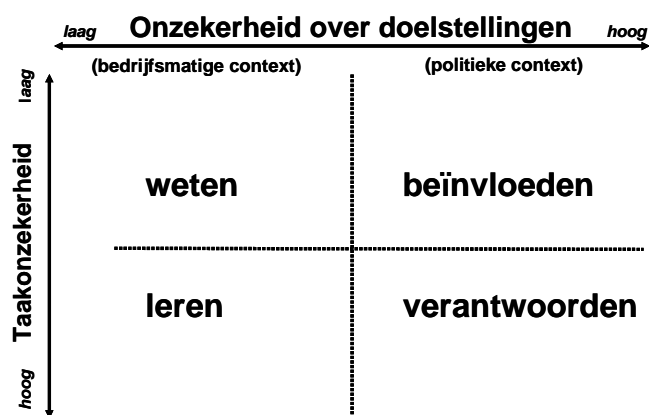 laag Onzekerheid over doelstellingen hoog
(bedrijfsmatige context) (politieke context)
laag
Taakonzekerheid
hoog
weten beïnvloeden
leren verantwoorden